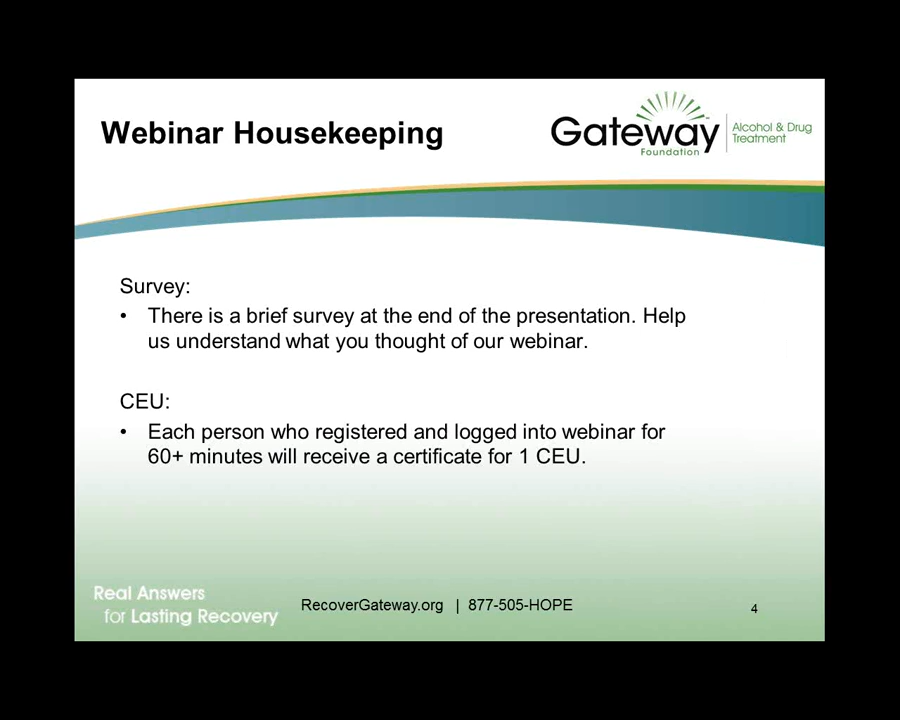 Webinar Housekeeping
Gateway
Foundation
Alcohol & Drug
Treatment
Survey:
• There is a brief survey at the end of the presentation. Help
us understand what you thought of our webinar.
CEU:
• Each person who registered and logged into webinar for
60+ minutes will receive a certificate for 1 CEU.
Real Answers
for Lasting Recovery
RecoverGateway.org | 877-505-HOPE
4